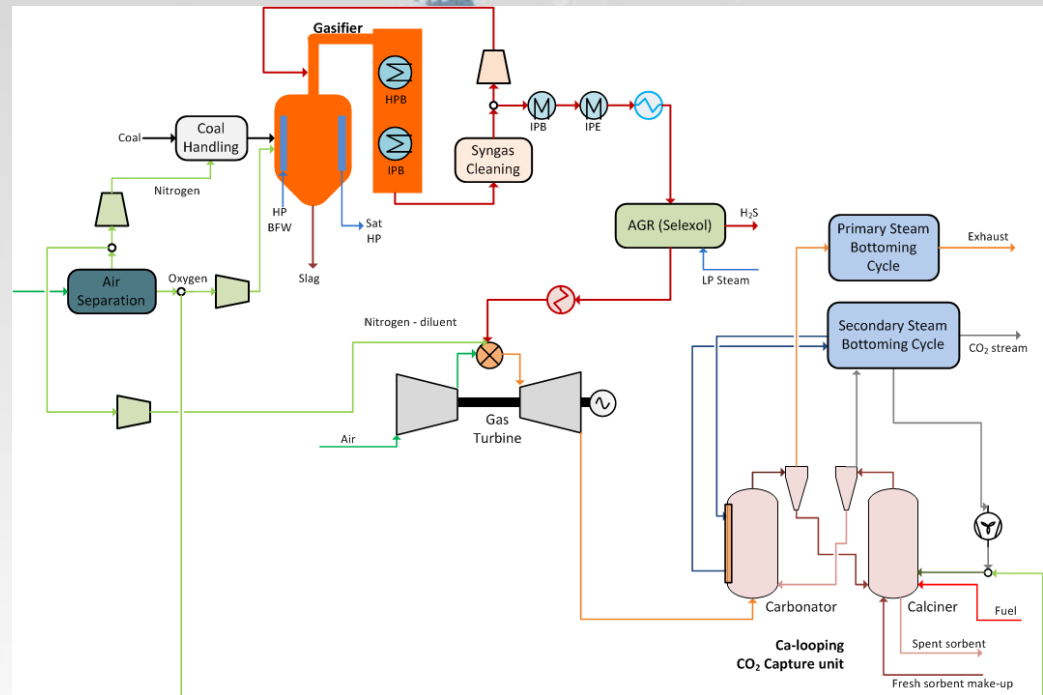 Gasifier
HPB
IPB
IPB
IPE
Coal
Coal
Handling
Syngas
Cleaning
Nitrogen
HP
BFW
Sat
HP
Slag
AGR (Selexol)
H₂S
LP Steam
Primary Steam
Bottoming
Cycle
Exhaust
Air
Separation
Oxygen
Nitrogen - diluent
Secondary Steam
Bottoming Cycle
CO₂ stream
Gas
Turbine
Air
Carbonator
Calciner
Fuel
Ca-looping
CO₂ Capture unit
Spent sorbent
Fresh sorbent make-up